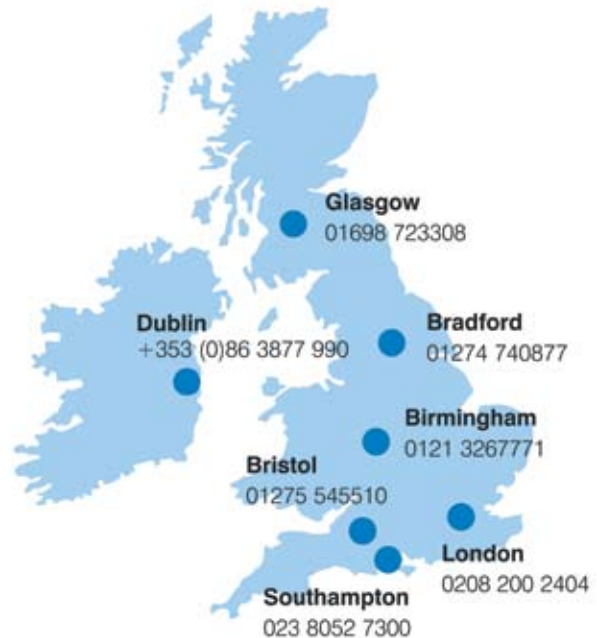 Glasgow
01698 723308
Dublin
+353 (0)86 3877 990
Bradford
01274 740877
Birmingham
0121 3267771
Bristol
01275 545510
London
0208 200 2404
Southampton
023 8052 7300